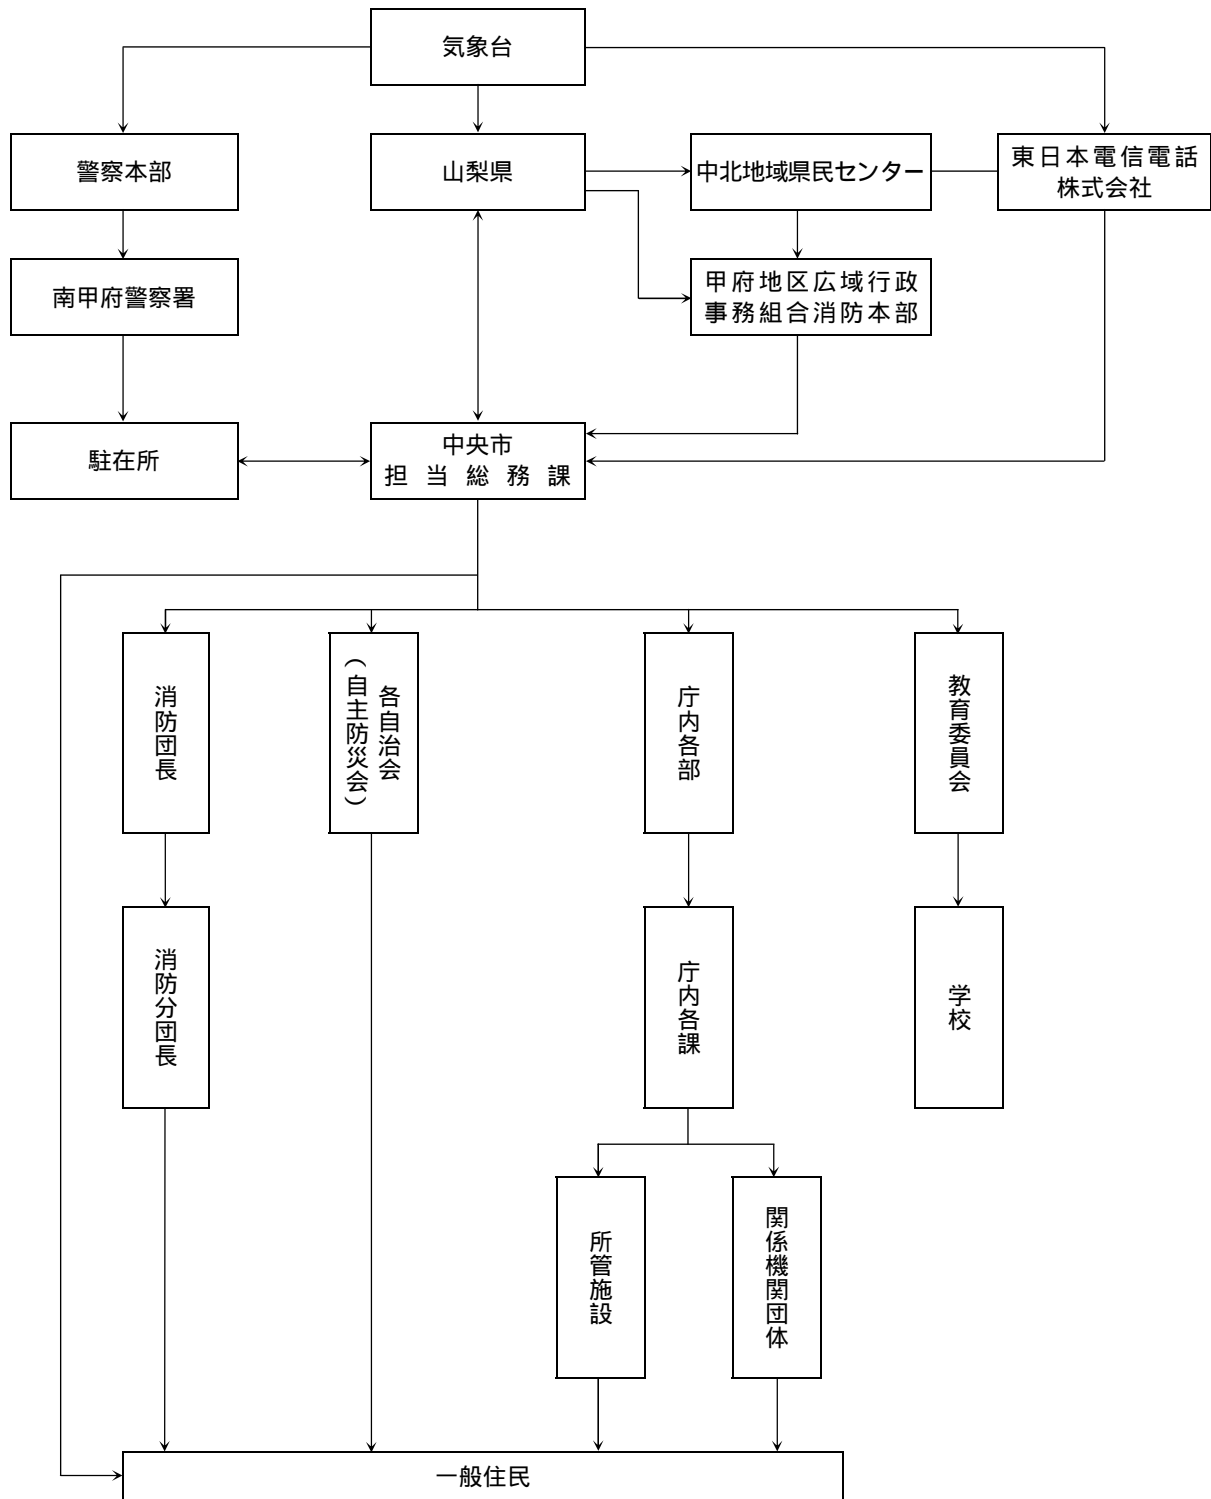 気象台
警察本部
山梨県
中北地域県民センター
東日本電信電話
株式会社
南甲府警察署
甲府地区広域行政
事務組合消防本部
駐在所
中央市
担当総務課
消防団長
各自治会
(自主防災会)
庁内各部
教育委員会
消防分団長
庁内各課
学校
所管施設
関係機関団体
一般住民